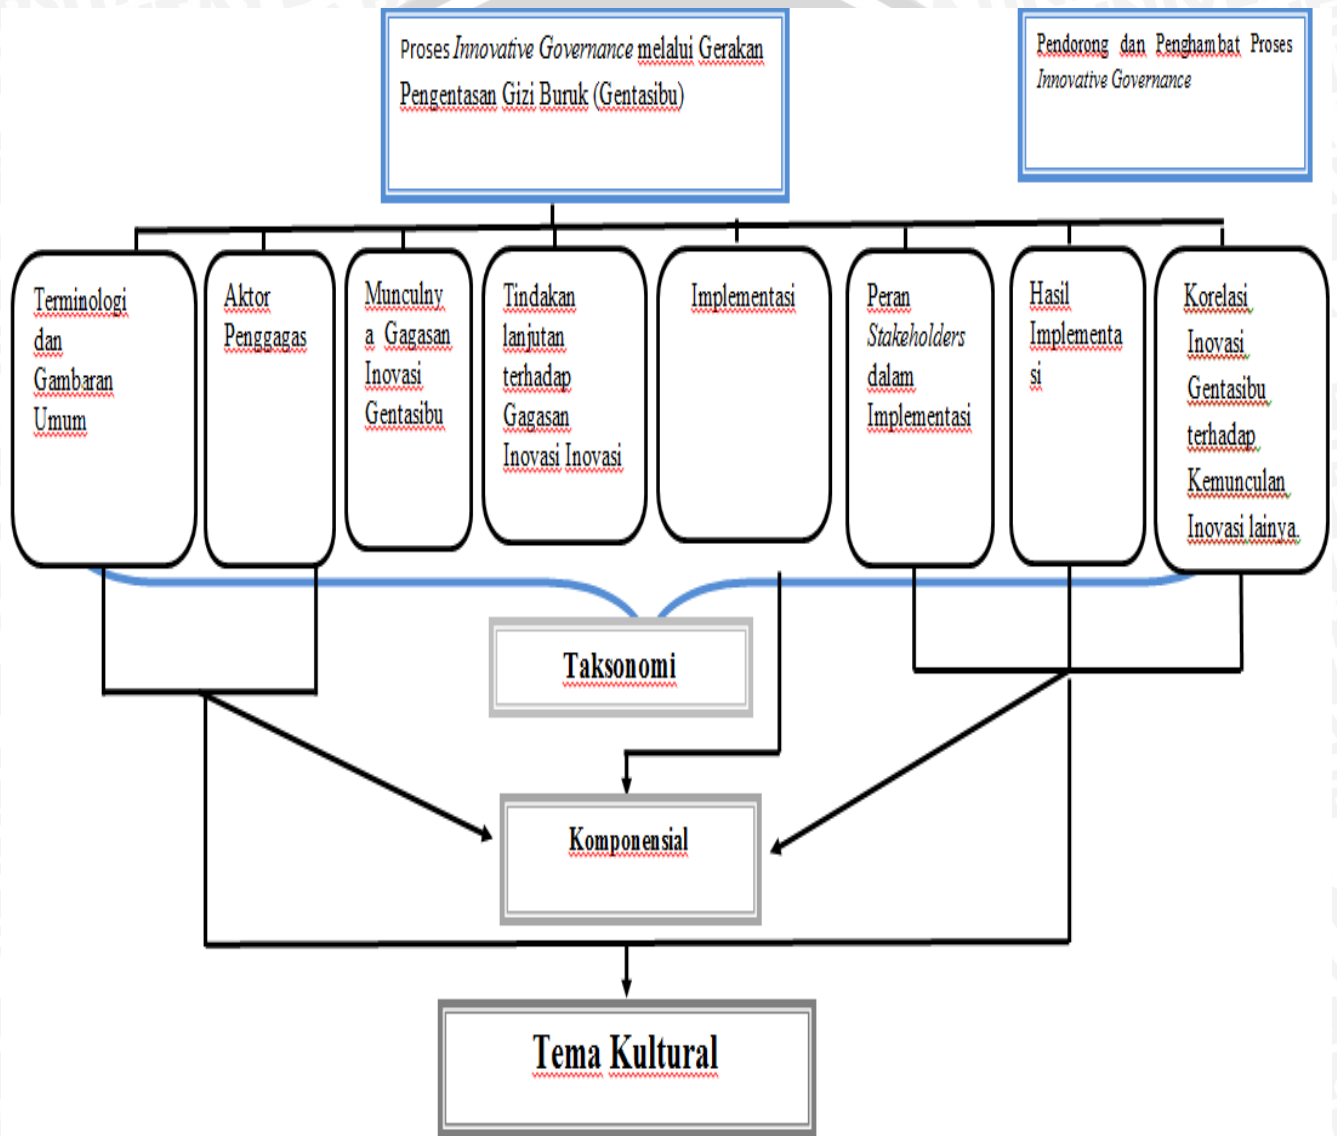 Proses Innovative Governance melalui Gerakan
Pengentasan Gizi Buruk (Gentasibu)
Pendorong dan Penghambat Proses
Innovative Governance
Terminologi
dan
Gambaran
Umum
Aktor
Penggagas
Munculny
a Gagasan
Inovasi
Gentasibu
Tindakan
lanjutan
terhadap
Gagasan
Inovasi Inovasi
Implementasi
Peran
Stakeholders
dalam
Implementasi
Hasil
Implementa
si
Korelasi
Inovasi
Gentasibu
terhadap
Kemunculan
Inovasi lainya.
Taksonomi
Komponensial
Tema Kultural